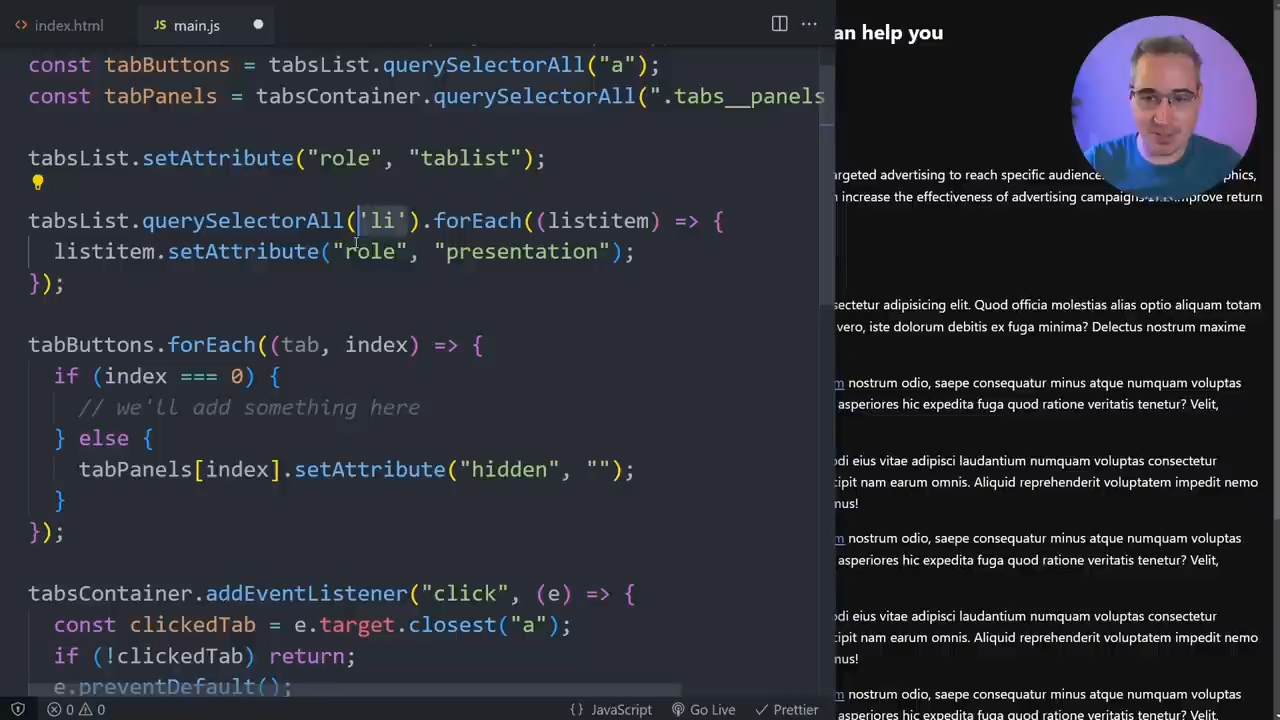 <> index.html
JS main.js
an help you
const tabButtons = tabsList.querySelectorAll("a");
const tabPanels = tabsContainer.querySelectorAll(".tabs__panels
tabsList.setAttribute("role", "tablist");
argeted advertising to reach specific audience
increase the effectiveness of advertising campaigns
improve return
tabsList.querySelectorAll('li').forEach((listitem) => {
listitem.setAttribute("role", "presentation");
});
sectetur adipisicing elit. Quod officia molestias alias optio aliquam totam
vero, iste dolorum debitis ex fuga minima? Delectus nostrum maxime
tabButtons.forEach((tab, index) => {
if (index === 0) {
// we'll add something here
} else {
tabPanels[index].setAttribute("hidden", "");
}
});
m nostrum odio, saepe consequatur minus atque numquam voluptas
asperiores hic expedita fuga quod ratione veritatis tenetur? Velit,
odi eius vitae adipisci laudantium numquam voluptas consectetur
cipit nam earum omnis. Aliquid reprehenderit voluptatem impedit nemo
mus!
m nostrum odio, saepe consequatur minus atque numquam voluptas
asperiores hic expedita fuga quod ratione veritatis tenetur? Velit,
tabsContainer.addEventListener("click", (e) => {
const clickedTab = e.target.closest("a");
if (!clickedTab) return;
e.preventDefault();
odi eius vitae adipisci laudantium numquam voluptas consectetur
cipit nam earum omnis. Aliquid reprehenderit voluptatem impedit nemo
mus!
m nostrum odio, saepe consequatur minus atque numquam voluptas
0 0
{} JavaScript
Go Live
Prettier